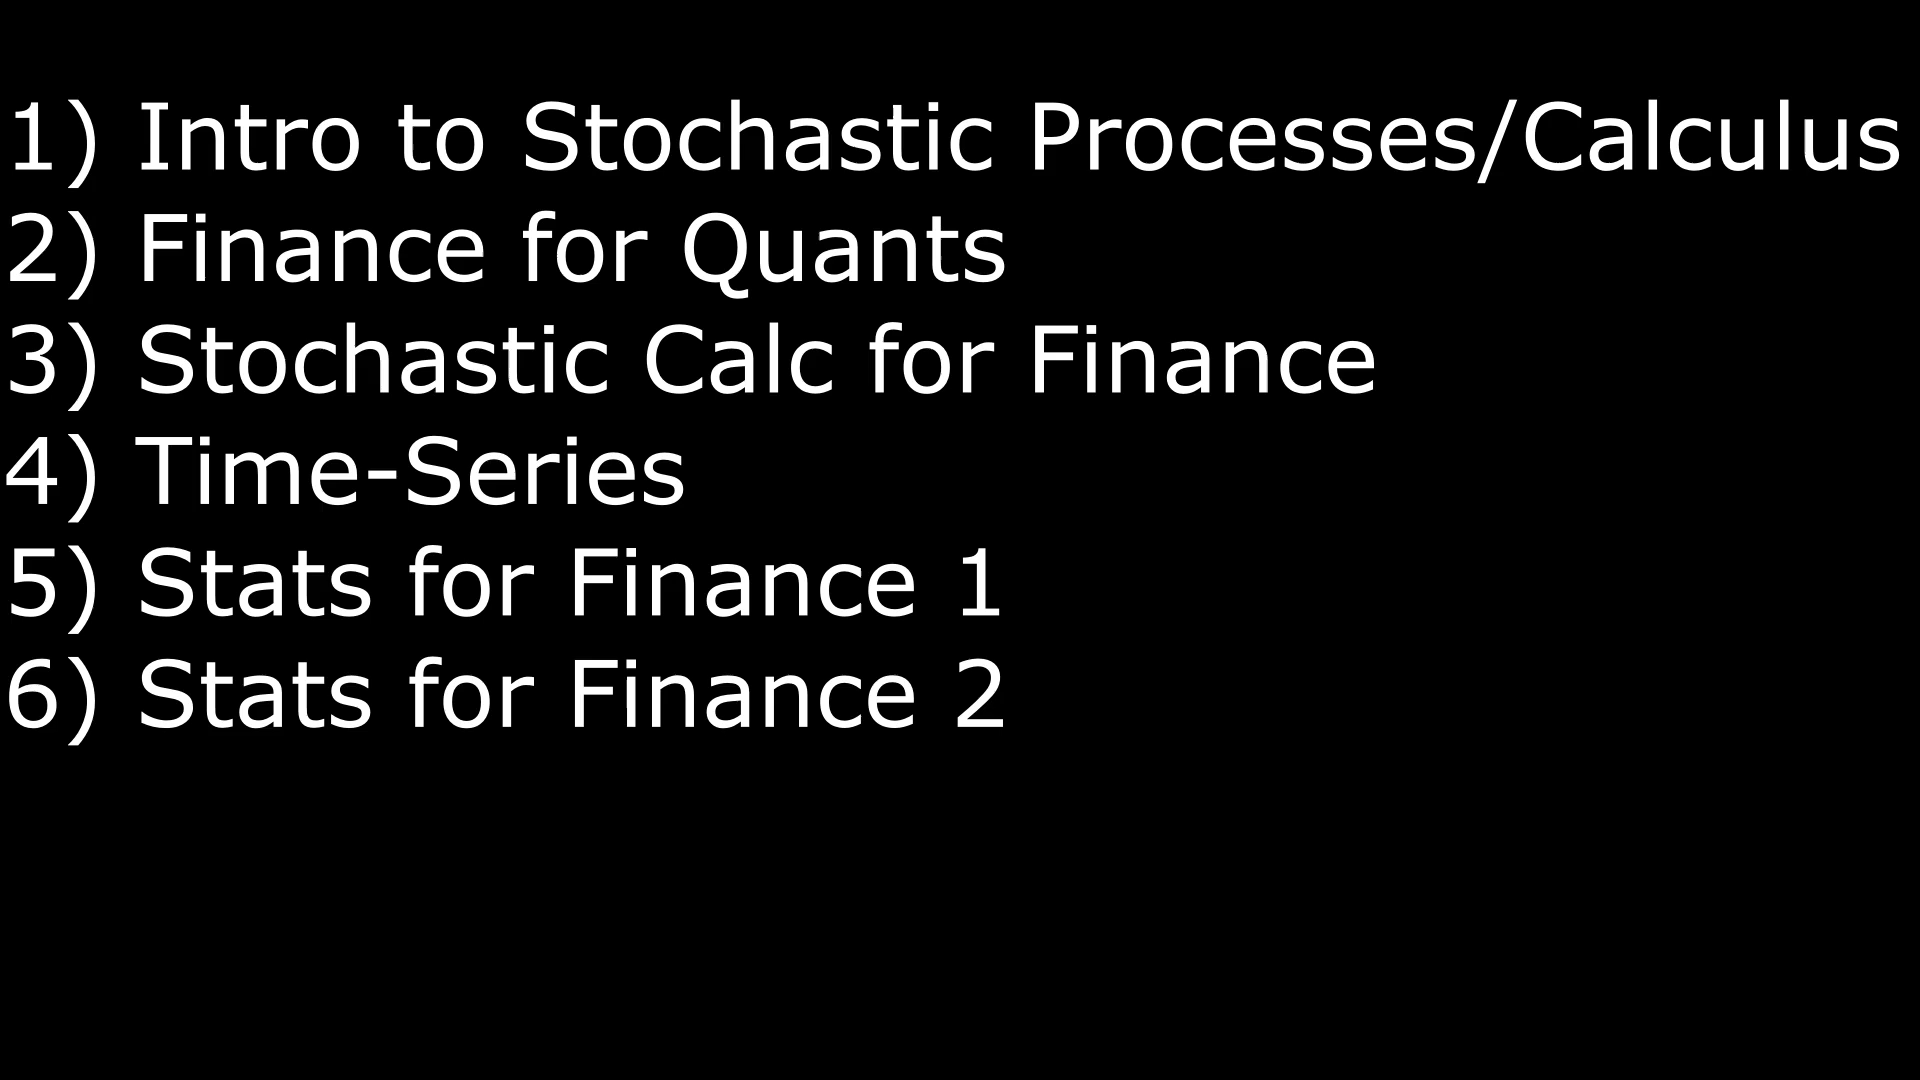 1) Intro to Stochastic Processes/Calculus
2) Finance for Quants
3) Stochastic Calc for Finance
4) Time-Series
5) Stats for Finance 1
6) Stats for Finance 2